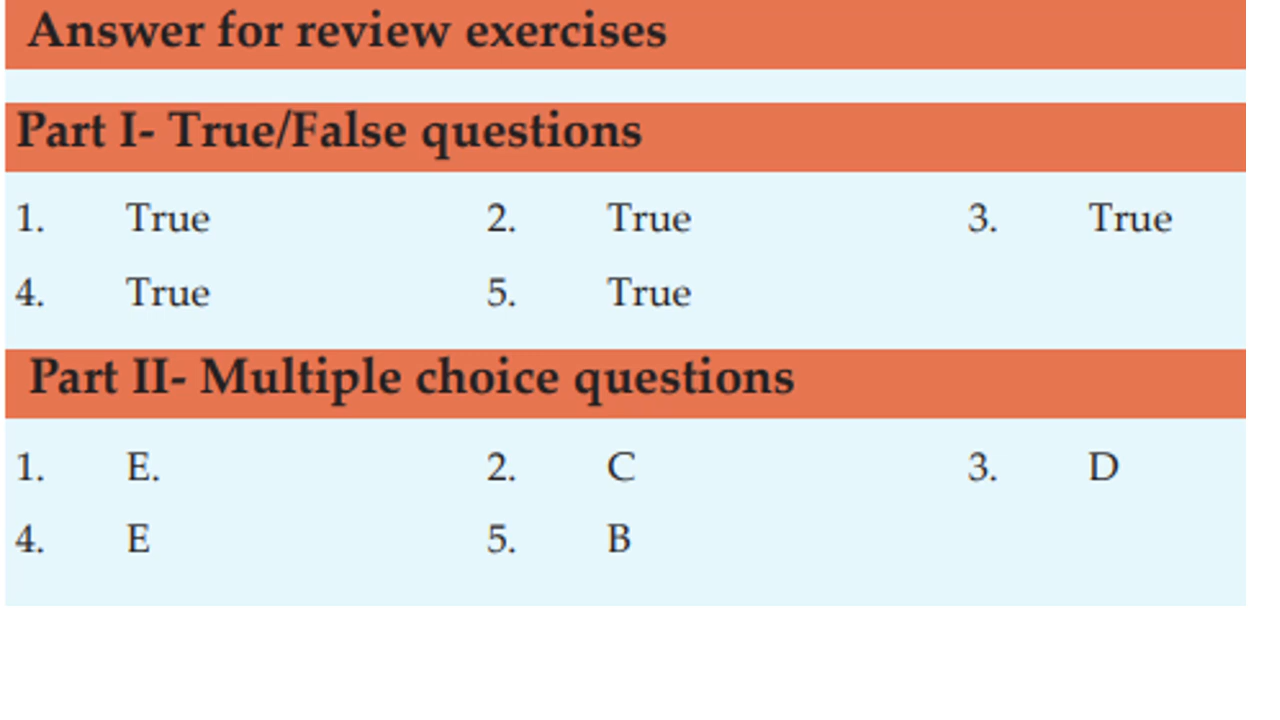 Answer for review exercises
Part I- True/False questions
1. True 2. True 3. True
4. True 5. True
Part II- Multiple choice questions
1. E. 2. C 3. D
4. E 5. B